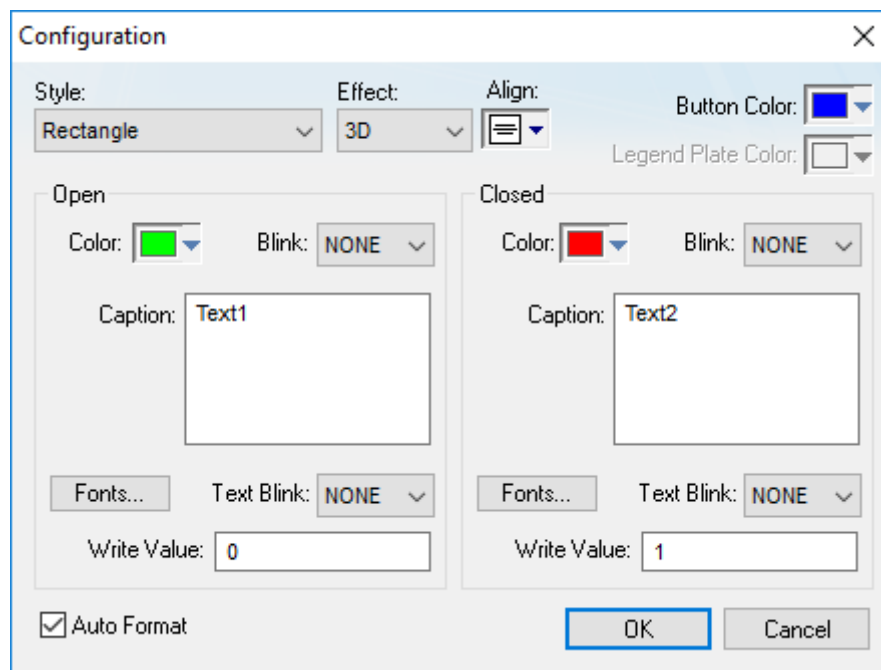 Configuration
Style: Effect: Align:
Rectangle 3D Button Color:
Legend Plate Color:
Open
Color: Blink: NONE
Caption: Text1
Fonts... Text Blink: NONE
Write Value: 0
Closed
Color: Blink: NONE
Caption: Text2
Fonts... Text Blink: NONE
Write Value: 1
Auto Format OK Cancel